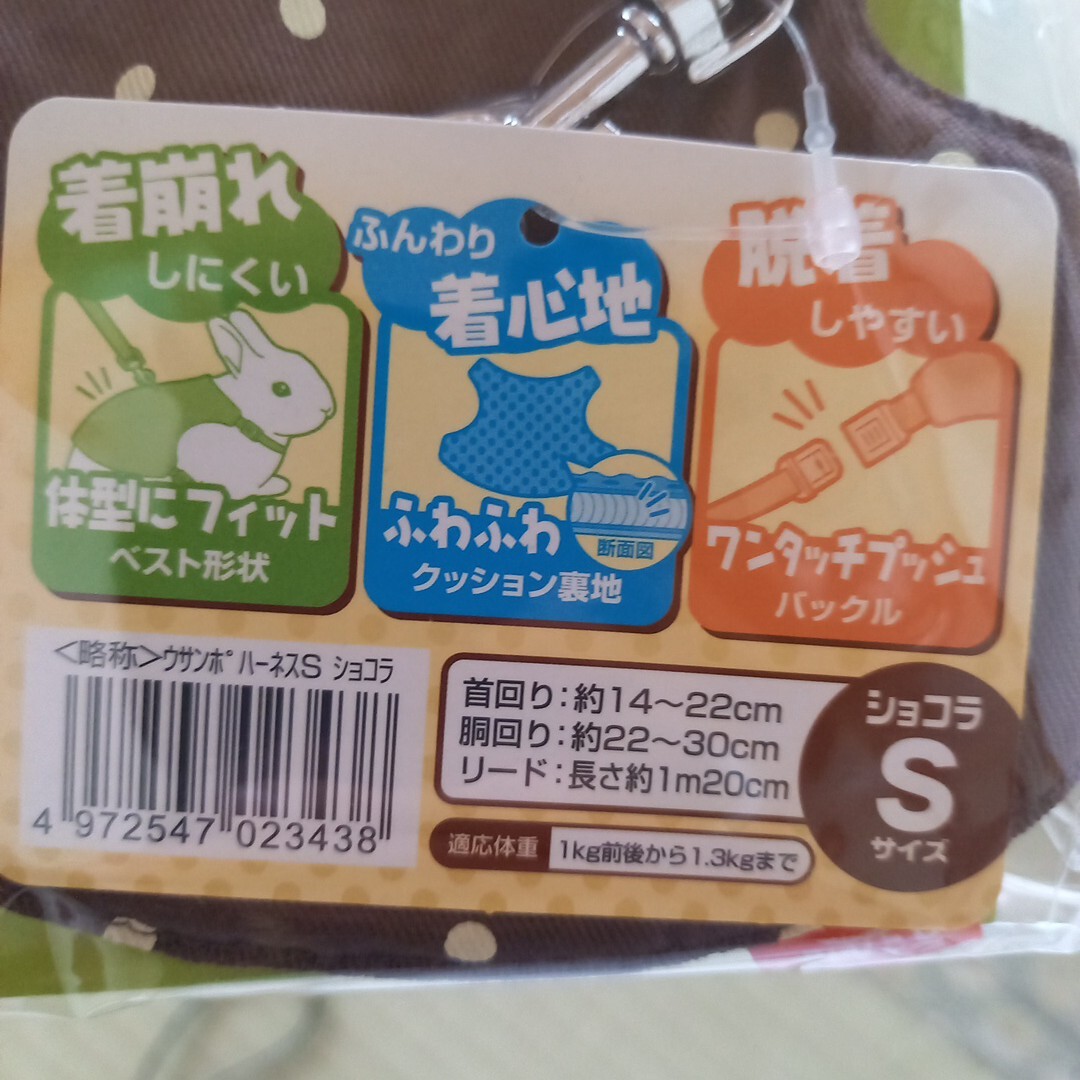 着崩れ
しにくい
体型にフィット
ベスト形状
ふんわり
着心地
断面図
ふわふわ
クッション裏地
脱着
しやすい
ワンタッチプッシュ
バックル
<略称>ウサンポ ハーネスS ショコラ
4 972547 023438
首回り:約14〜22cm
胴回り:約22〜30cm
リード:長さ約1m20cm
適応体重 1kg前後から1.3kgまで
ショコラ
S
サイズ